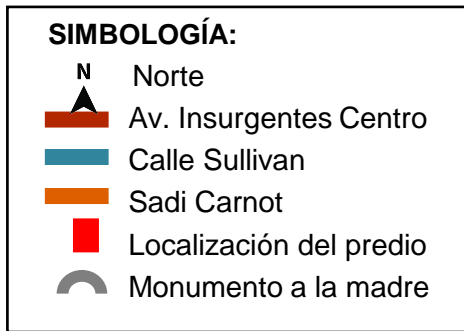 SIMBOLOGÍA:
N Norte
Av. Insurgentes Centro
Calle Sullivan
Sadi Carnot
Localización del predio
Monumento a la madre